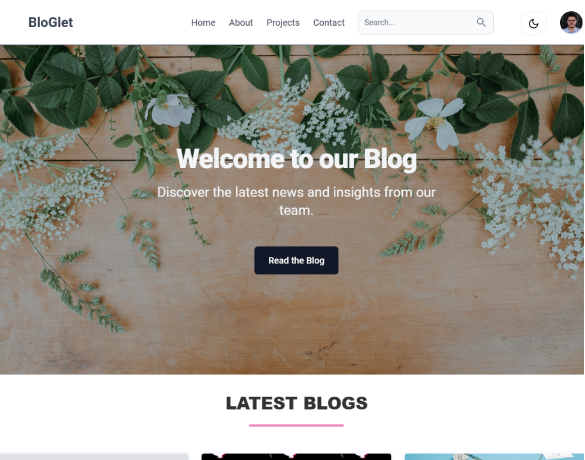 BloGlet
Home About Projects Contact Search...
Welcome to our Blog
Discover the latest news and insights from our
team.
Read the Blog
LATEST BLOGS